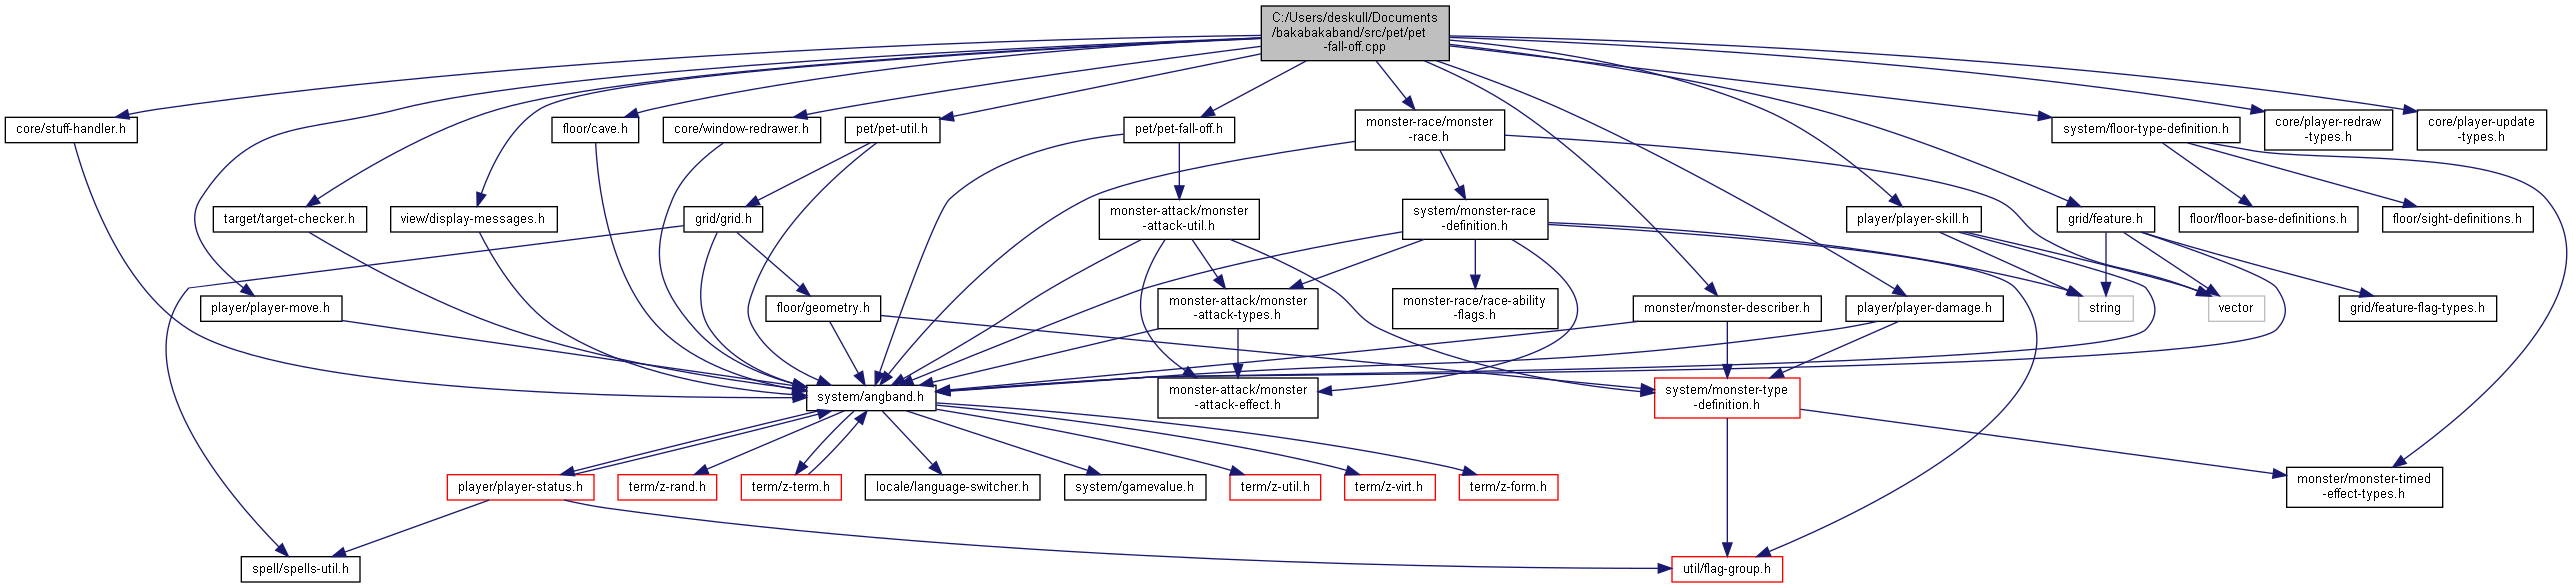 C:/Users/deskull/Documents
/bakabakaband/src/pet/pet
-fall-off.cpp
core/stuff-handler.h
floor/cave.h
core/window-redrawer.h
pet/pet-util.h
pet/pet-fall-off.h
monster-race/monster
-race.h
system/floor-type-definition.h
core/player-redraw
-types.h
core/player-update
-types.h
target/target-checker.h
view/display-messages.h
grid/grid.h
monster-attack/monster
-attack-util.h
system/monster-race
-definition.h
player/player-skill.h
grid/feature.h
floor/floor-base-definitions.h
floor/sight-definitions.h
player/player-move.h
floor/geometry.h
monster-attack/monster
-attack-types.h
monster-race/race-ability
-flags.h
monster/monster-describer.h
player/player-damage.h
string
vector
grid/feature-flag-types.h
system/angband.h
monster-attack/monster
-attack-effect.h
system/monster-type
-definition.h
player/player-status.h
term/z-rand.h
term/z-term.h
locale/language-switcher.h
system/gamevalue.h
term/z-util.h
term/z-virt.h
term/z-form.h
monster/monster-timed
-effect-types.h
spell/spells-util.h
util/flag-group.h